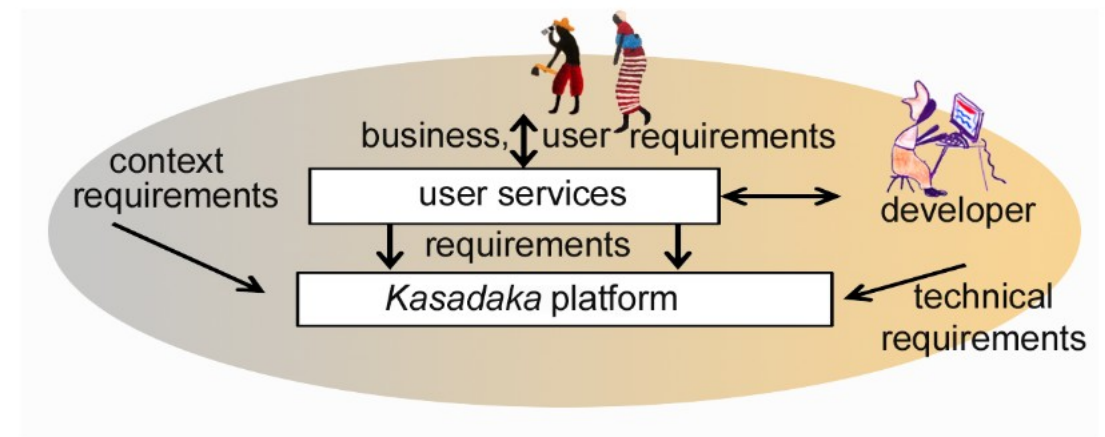 business, user requirements
context
requirements
user services
developer
requirements
Kasadaka platform
technical
requirements